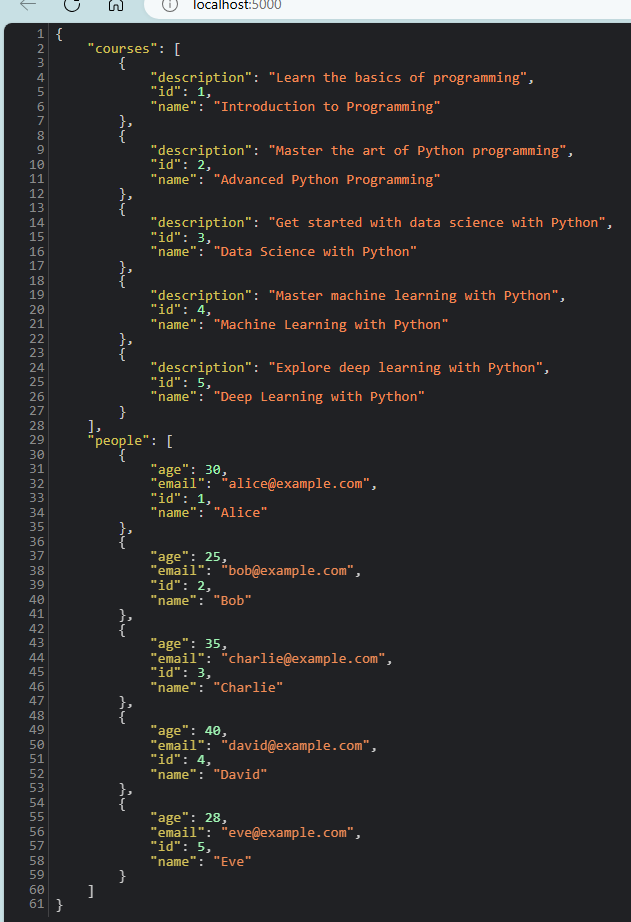 localhost:5000
1 {
2     "courses": [
3         {
4             "description": "Learn the basics of programming",
5             "id": 1,
6             "name": "Introduction to Programming"
7         },
8         {
9             "description": "Master the art of Python programming",
10             "id": 2,
11             "name": "Advanced Python Programming"
12         },
13         {
14             "description": "Get started with data science with Python",
15             "id": 3,
16             "name": "Data Science with Python"
17         },
18         {
19             "description": "Master machine learning with Python",
20             "id": 4,
21             "name": "Machine Learning with Python"
22         },
23         {
24             "description": "Explore deep learning with Python",
25             "id": 5,
26             "name": "Deep Learning with Python"
27         }
28     ],
29     "people": [
30         {
31             "age": 30,
32             "email": "alice@example.com",
33             "id": 1,
34             "name": "Alice"
35         },
36         {
37             "age": 25,
38             "email": "bob@example.com",
39             "id": 2,
40             "name": "Bob"
41         },
42         {
43             "age": 35,
44             "email": "charlie@example.com",
45             "id": 3,
46             "name": "Charlie"
47         },
48         {
49             "age": 40,
50             "email": "david@example.com",
51             "id": 4,
52             "name": "David"
53         },
54         {
55             "age": 28,
56             "email": "eve@example.com",
57             "id": 5,
58             "name": "Eve"
59         }
60     ]
61 }